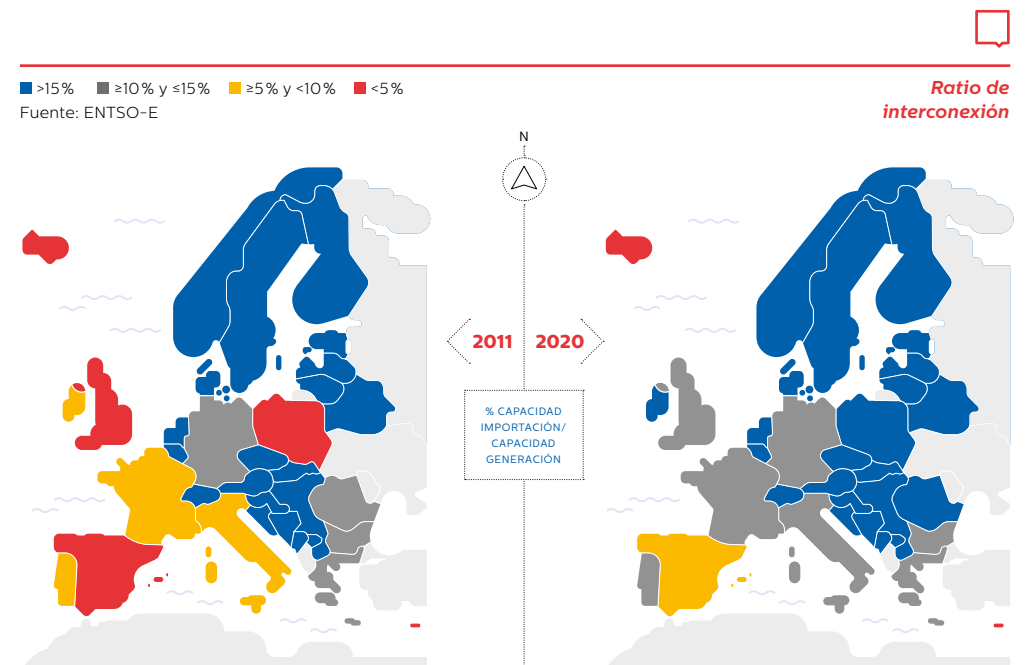 >15% ≥10% y ≤15% ≥5% y <10% <5%
Fuente: ENTSO-E
Ratio de
interconexión
N
2011 2020
% CAPACIDAD
IMPORTACIÓN/
CAPACIDAD
GENERACIÓN